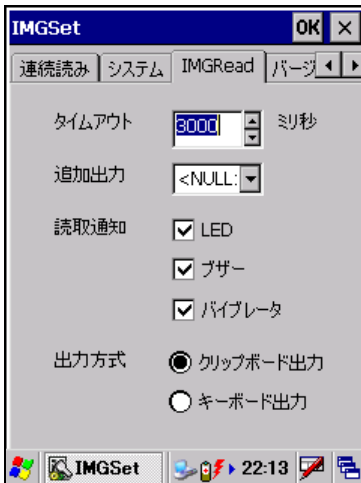 IMGSet OK ×
連続読み システム IMGRead バージ
タイムアウト 3000 ミリ秒
追加出力 <NULL:
読取通知 LED
ブザー
バイブレータ
出力方式 クリップボード出力
キーボード出力
IMGSet 22:13